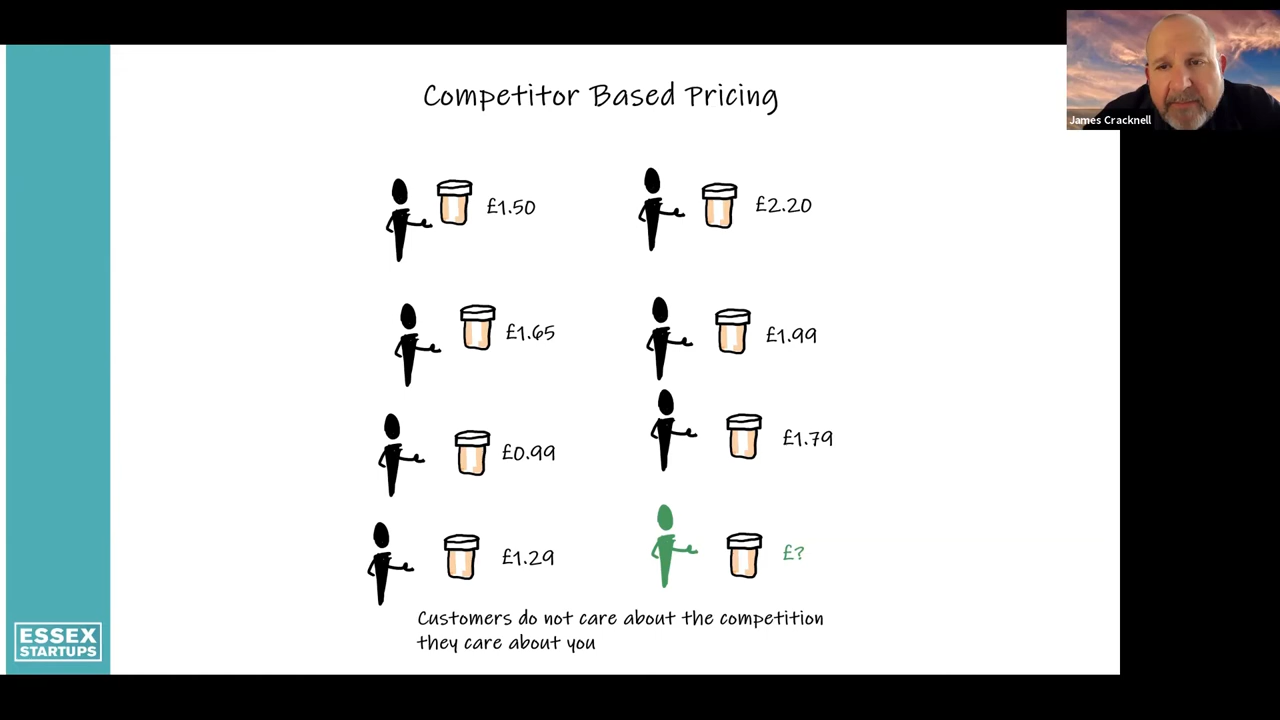 Competitor Based Pricing
James Cracknell
£1.50
£2.20
£1.65
£1.99
£0.99
£1.79
£1.29
£?
Customers do not care about the competition
they care about you
ESSEX
STARTUPS